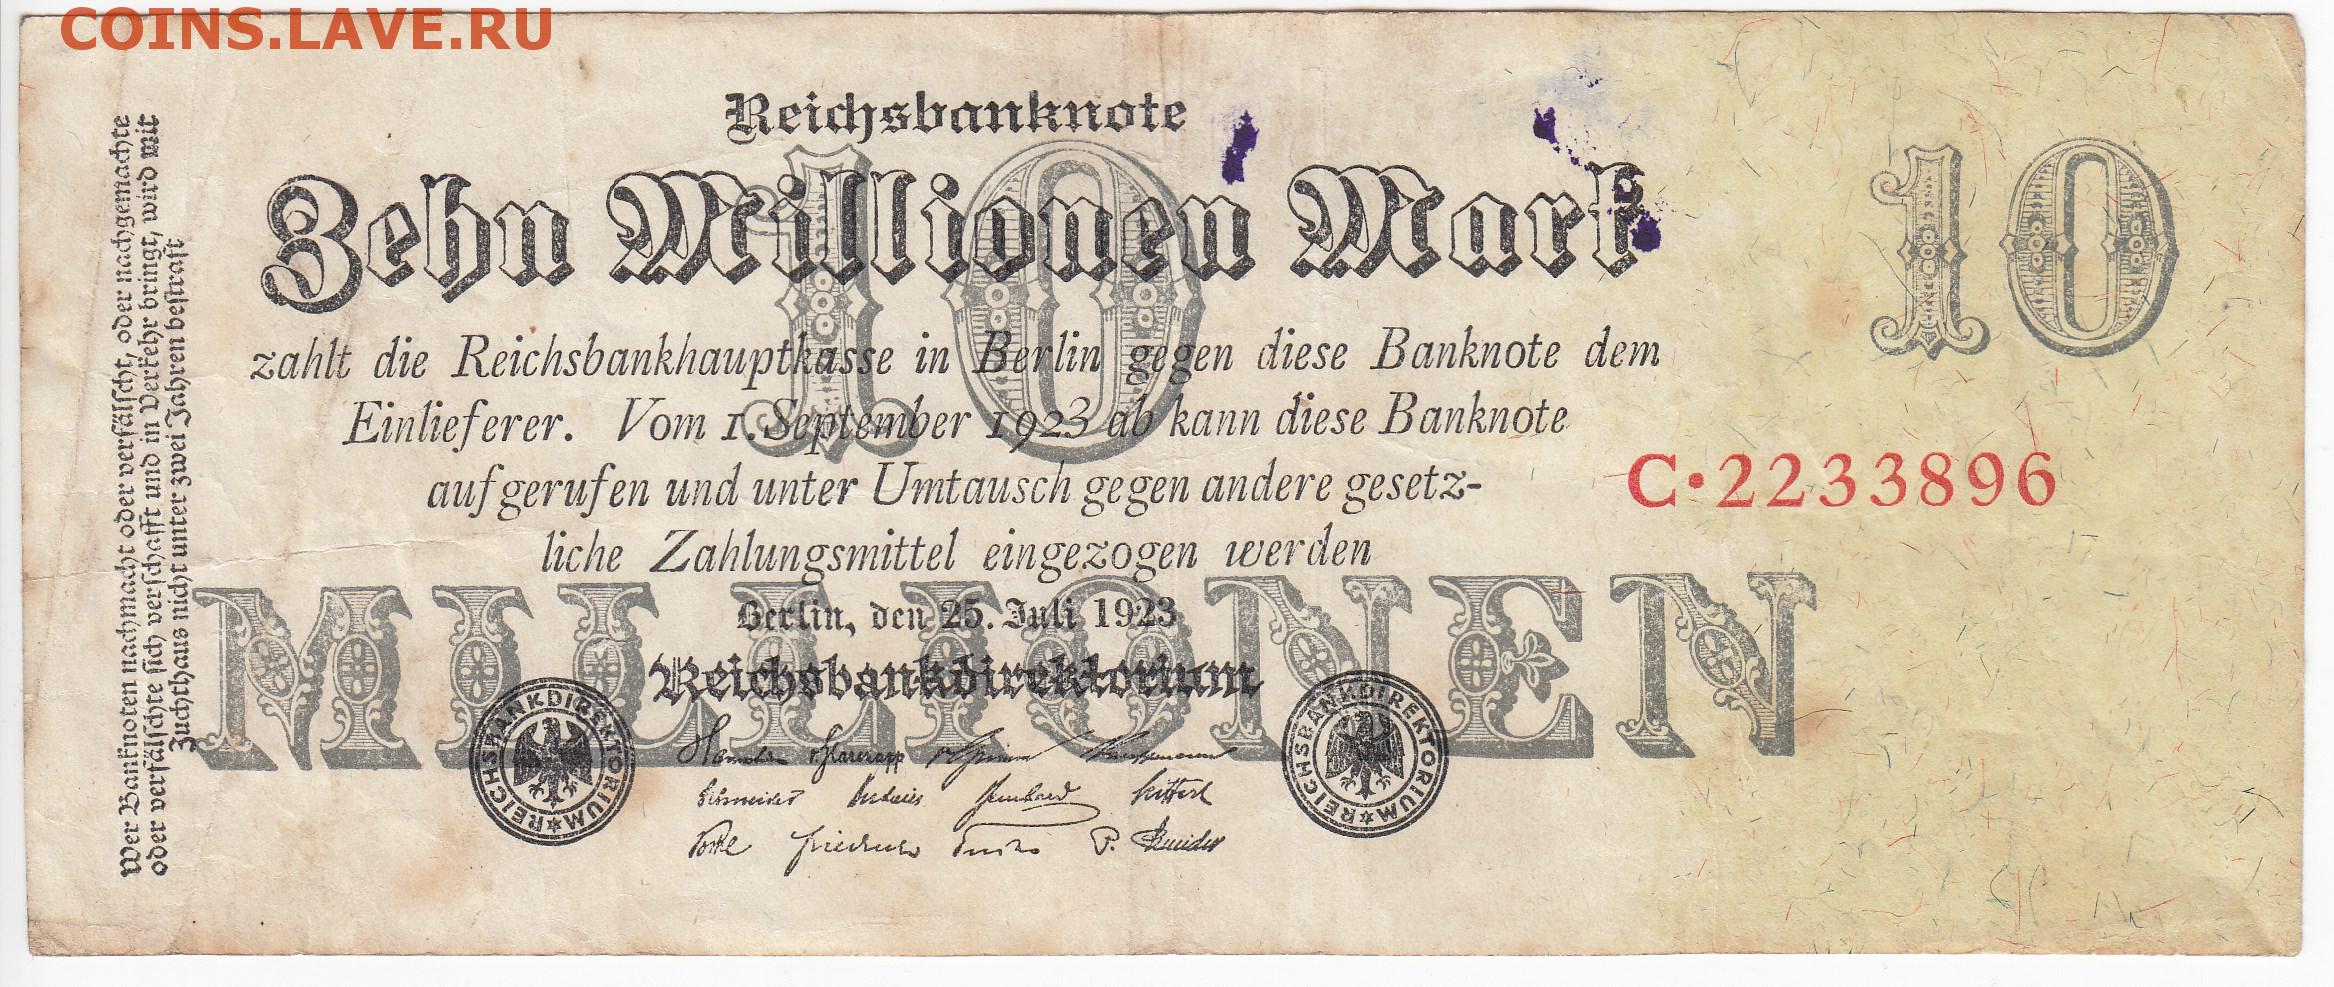 COINS.LAVE.RU
Reichsbanknote
Zehn Millionen Mark
10
10
zahlt die Reichsbankhauptkasse in Berlin gegen diese Banknote dem
Einlieferer. Vom 1. September 1923 ab kann diese Banknote
aufgerufen und unter Umtausch gegen andere gesetz-
liche Zahlungsmittel eingezogen werden
C·2233896
MILLIONEN
Berlin, den 25. Juli 1923
Reichsbankdirektorium
REICHSBANKDIREKTORIUM
REICHSBANKDIREKTORIUM
Schneider
P. Schneider
Wer Banknoten nachmacht oder verfälscht, oder nachgemachte
oder verfälschte sich verschafft und in Verkehr bringt, wird mit
Zuchthaus nicht unter zwei Jahren bestraft